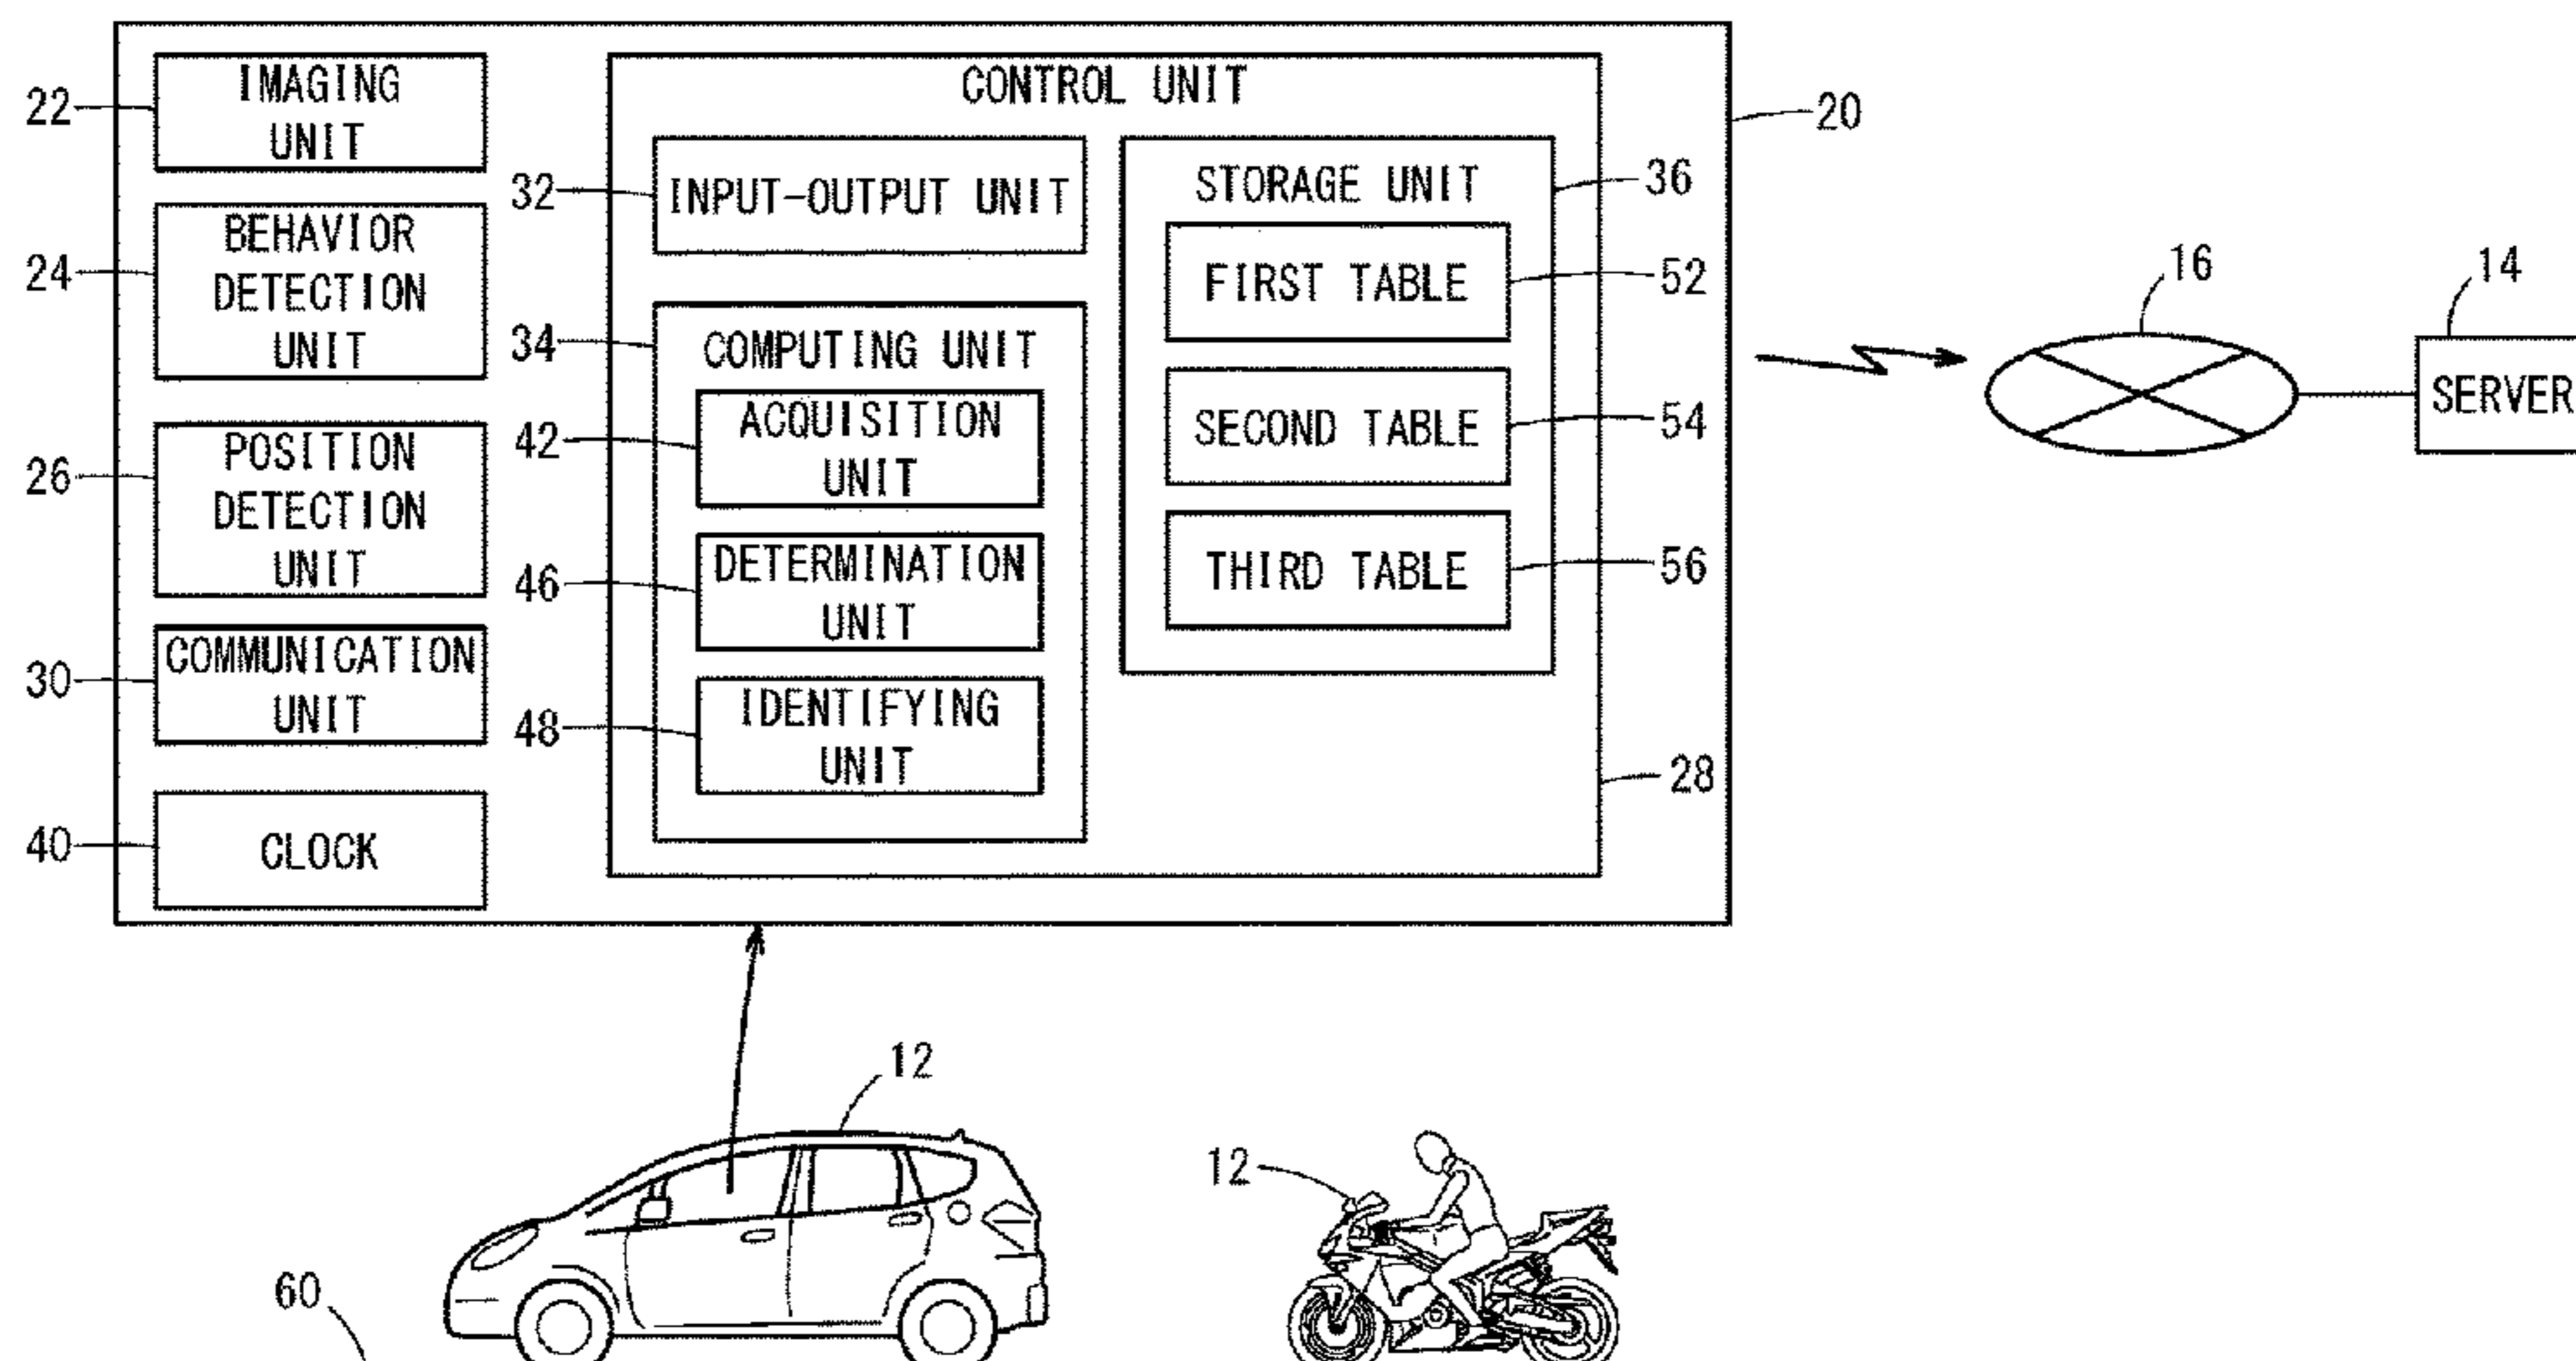 IMAGING
UNIT
22
BEHAVIOR
DETECTION
UNIT
24
POSITION
DETECTION
UNIT
26
COMMUNICATION
UNIT
30
CLOCK
40
CONTROL UNIT
INPUT-OUTPUT UNIT
32
COMPUTING UNIT
34
ACQUISITION
UNIT
42
DETERMINATION
UNIT
46
IDENTIFYING
UNIT
48
STORAGE UNIT
36
FIRST TABLE
52
SECOND TABLE
54
THIRD TABLE
56
28
20
16
14
SERVER
12
12
60